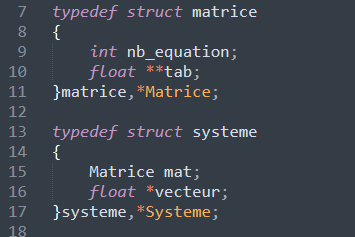 7 typedef struct matrice
8 {
9 int nb_equation;
10 float **tab;
11 }matrice,*Matrice;
12
13 typedef struct systeme
14 {
15 Matrice mat;
16 float *vecteur;
17 }systeme,*Systeme;
18